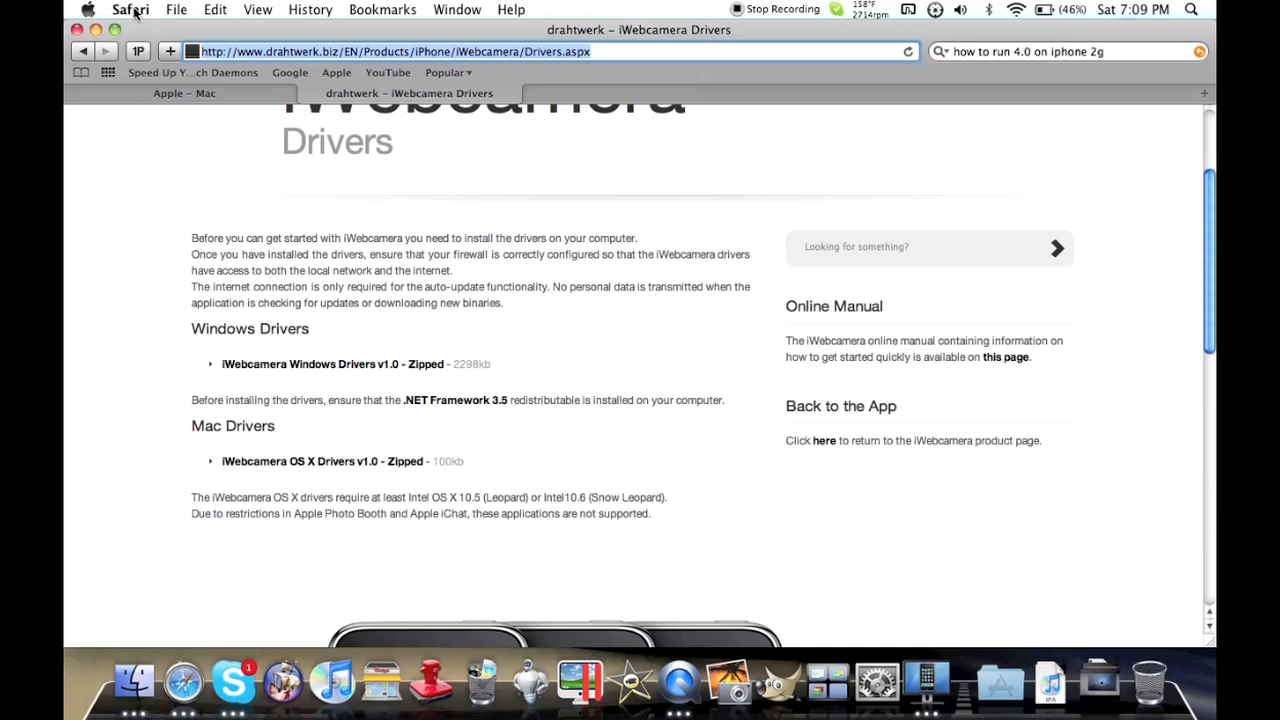 Safari File Edit View History Bookmarks Window Help Stop Recording 158°F 2714rpm (46%) Sat 7:09 PM
drahtwerk – iWebcamera Drivers
1P http://www.drahtwerk.biz/EN/Products/iPhone/iWebcamera/Drivers.aspx how to run 4.0 on iphone 2g
Speed Up Y...ch Daemons Google Apple YouTube Popular
Apple – Mac drahtwerk – iWebcamera Drivers
iWebcamera
Drivers
Before you can get started with iWebcamera you need to install the drivers on your computer.
Once you have installed the drivers, ensure that your firewall is correctly configured so that the iWebcamera drivers
have access to both the local network and the internet.
The internet connection is only required for the auto-update functionality. No personal data is transmitted when the
application is checking for updates or downloading new binaries.
Windows Drivers
iWebcamera Windows Drivers v1.0 - Zipped - 2298kb
Before installing the drivers, ensure that the .NET Framework 3.5 redistributable is installed on your computer.
Mac Drivers
iWebcamera OS X Drivers v1.0 - Zipped - 100kb
The iWebcamera OS X drivers require at least Intel OS X 10.5 (Leopard) or Intel10.6 (Snow Leopard).
Due to restrictions in Apple Photo Booth and Apple iChat, these applications are not supported.
Looking for something?
Online Manual
The iWebcamera online manual containing information on
how to get started quickly is available on this page.
Back to the App
Click here to return to the iWebcamera product page.
1
IPA